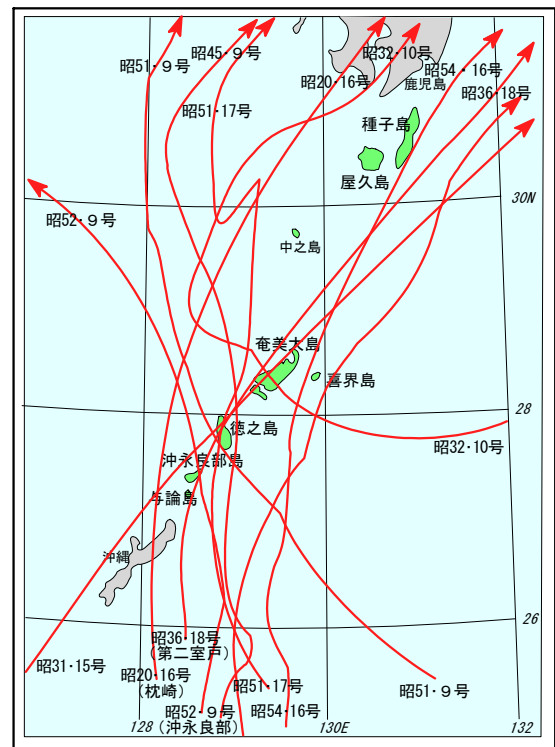 昭51・9号
昭45・9号
昭32・10号
昭20・16号
昭54・16号
鹿児島
昭36・18号
昭51・17号
種子島
屋久島
30N
昭52・9号
中之島
奄美大島
喜界島
28
徳之島
昭32・10号
沖永良部島
与論島
沖縄
26
昭36・18号
(第二室戸)
昭31・15号
昭20・16号
(枕崎)
昭51・17号
昭51・9号
昭52・9号
昭54・16号
128
(沖永良部)
130E
132